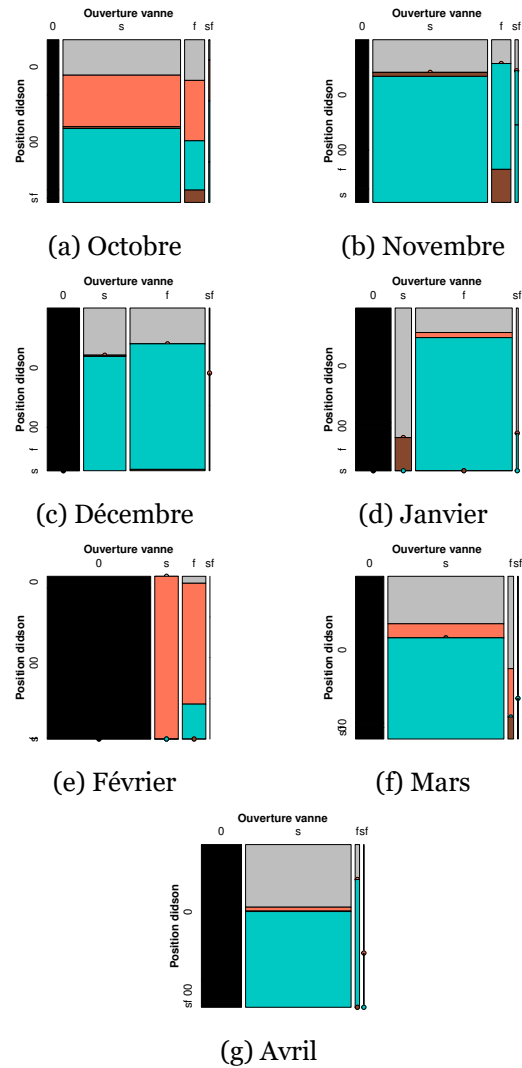 Ouverture vanne
0 s f sf
Position didson
0
00
s f
(a) Octobre
Ouverture vanne
0 s f sf
Position didson
0
00
f
s
(b) Novembre
Ouverture vanne
0 s f sf
Position didson
0
00
f
s
(c) Décembre
Ouverture vanne
0 s f sf
Position didson
0
00
f
s
(d) Janvier
Ouverture vanne
0 s f sf
Position didson
0
00
(e) Février
Ouverture vanne
0 s f sf
Position didson
0
(f) Mars
Ouverture vanne
0 s f sf
Position didson
0
00
sf
(g) Avril